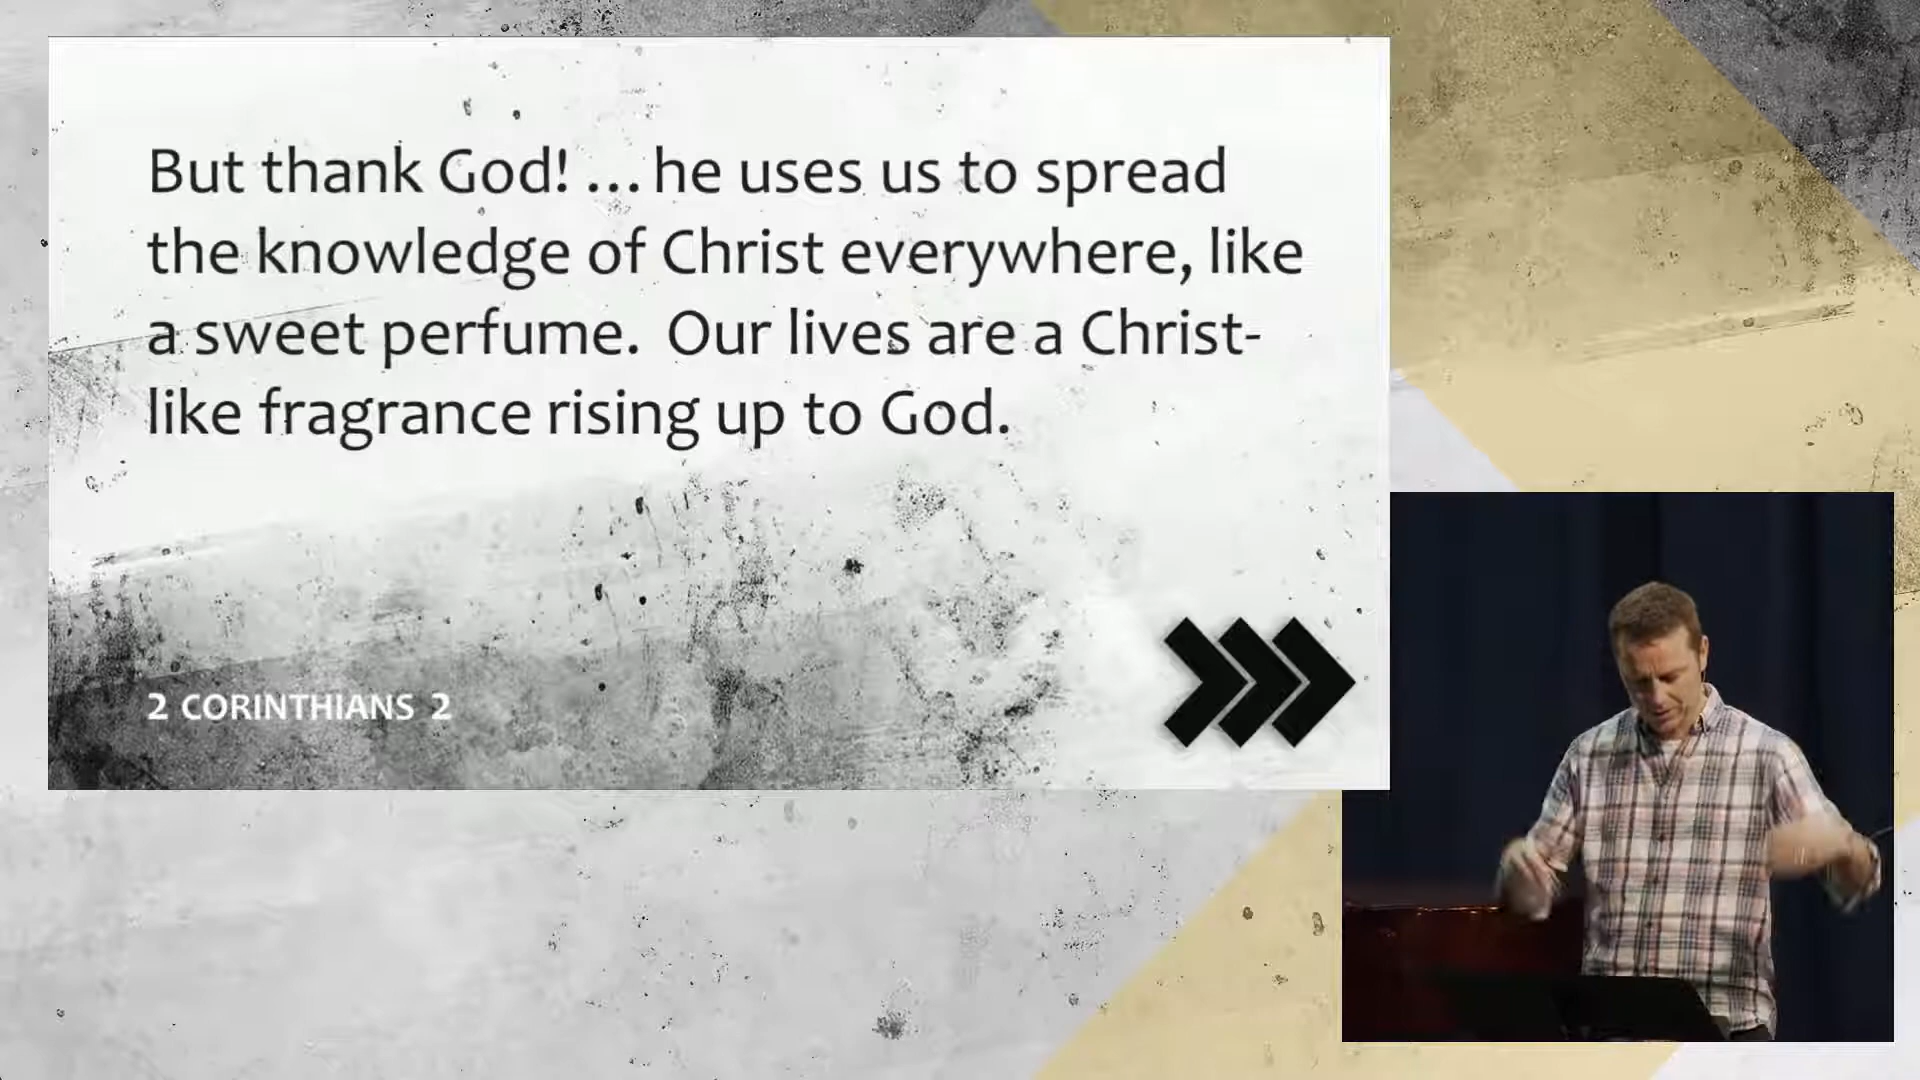 But thank God! ... he uses us to spread
the knowledge of Christ everywhere, like
a sweet perfume. Our lives are a Christ-
like fragrance rising up to God.
2 CORINTHIANS 2